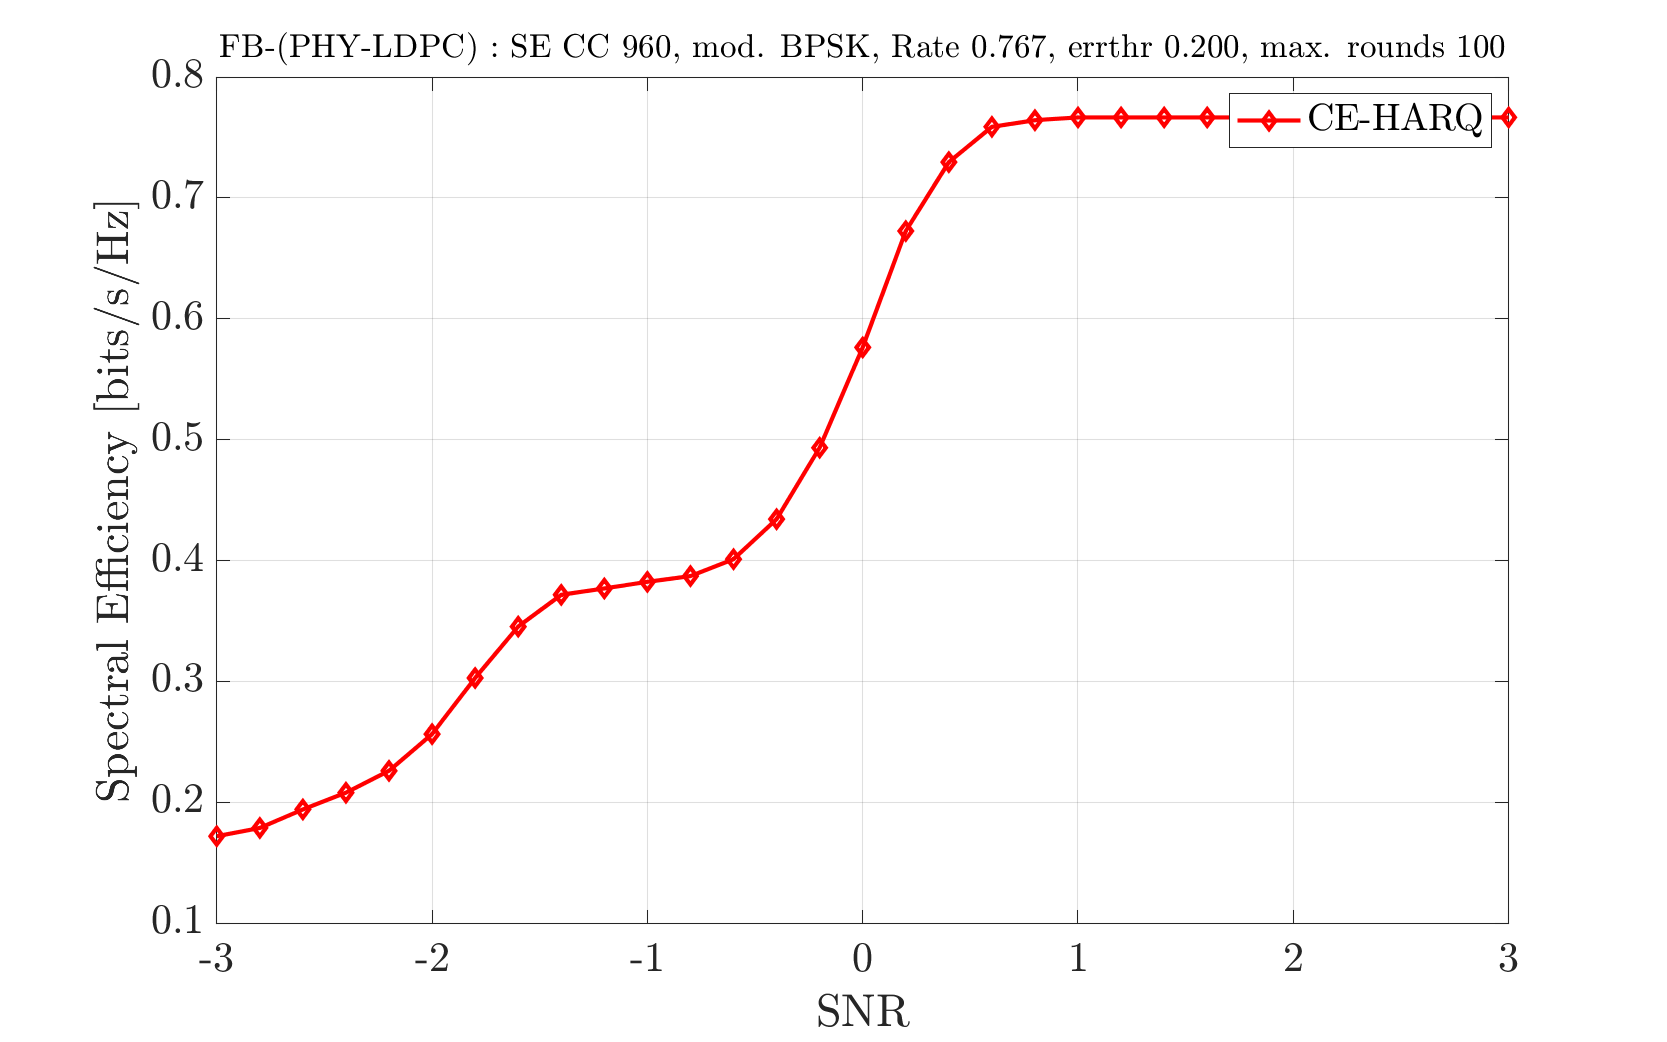 FB-(PHY-LDPC) : SE CC 960, mod. BPSK, Rate 0.767, errthr 0.200, max. rounds 100
CE-HARQ
Spectral Efficiency [bits/s/Hz]
0.8
0.7
0.6
0.5
0.4
0.3
0.2
0.1
-3 -2 -1 0 1 2 3
SNR